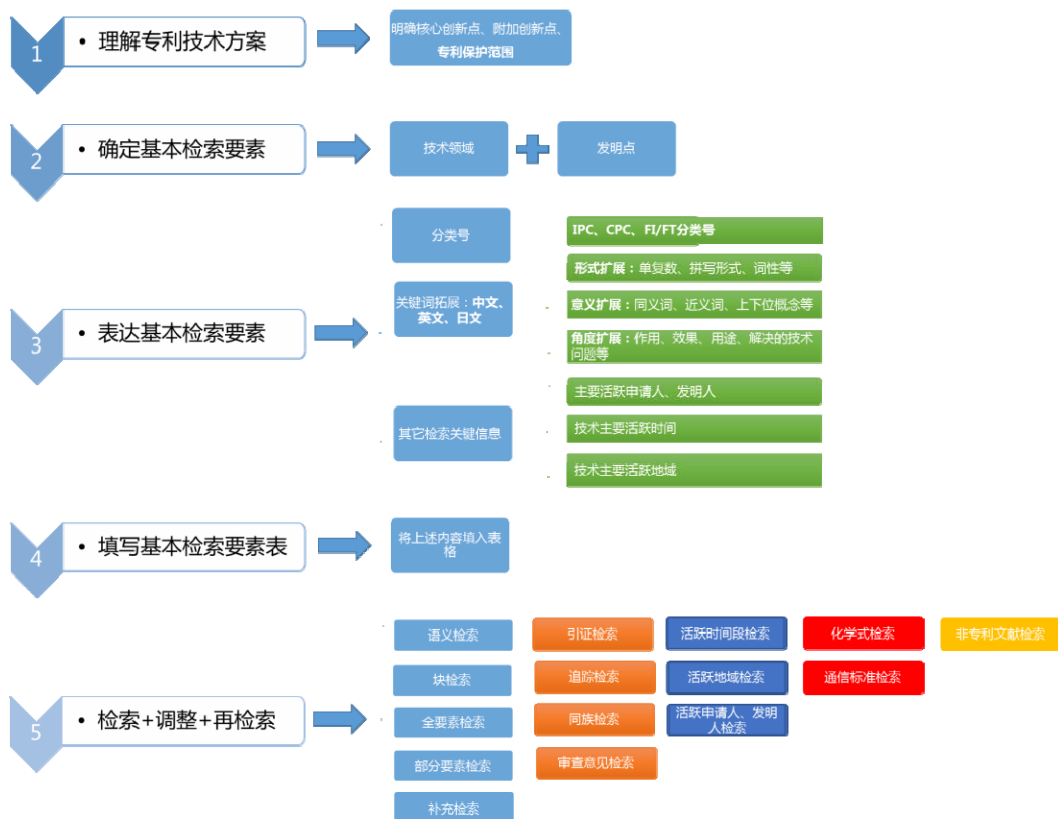 1
• 理解专利技术方案
明确核心创新点、附加创新点、
专利保护范围
2
• 确定基本检索要素
技术领域
发明点
3
• 表达基本检索要素
分类号
IPC、CPC、FI/FT分类号
关键词拓展：中文、
英文、日文
形式扩展：单复数、拼写形式、词性等
意义扩展：同义词、近义词、上下位概念等
角度扩展：作用、效果、用途、解决的技术
问题等
其它检索关键信息
主要活跃申请人、发明人
技术主要活跃时间
技术主要活跃地域
4
• 填写基本检索要素表
将上述内容填入表
格
5
• 检索+调整+再检索
语义检索
引证检索
活跃时间段检索
化学式检索
非专利文献检索
块检索
追踪检索
活跃地域检索
通信标准检索
全要素检索
同族检索
活跃申请人、发明
人检索
部分要素检索
审查意见检索
补充检索